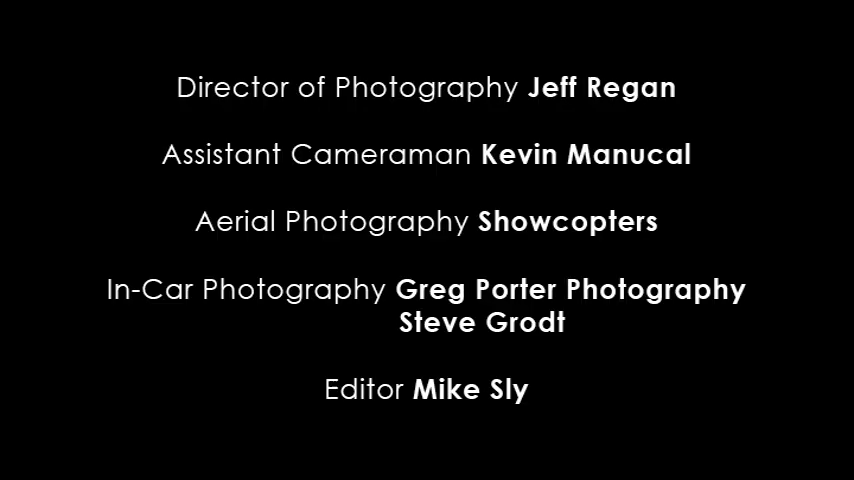 Director of Photography Jeff Regan
Assistant Cameraman Kevin Manucal
Aerial Photography Showcopters
In-Car Photography Greg Porter Photography
Steve Grodt
Editor Mike Sly